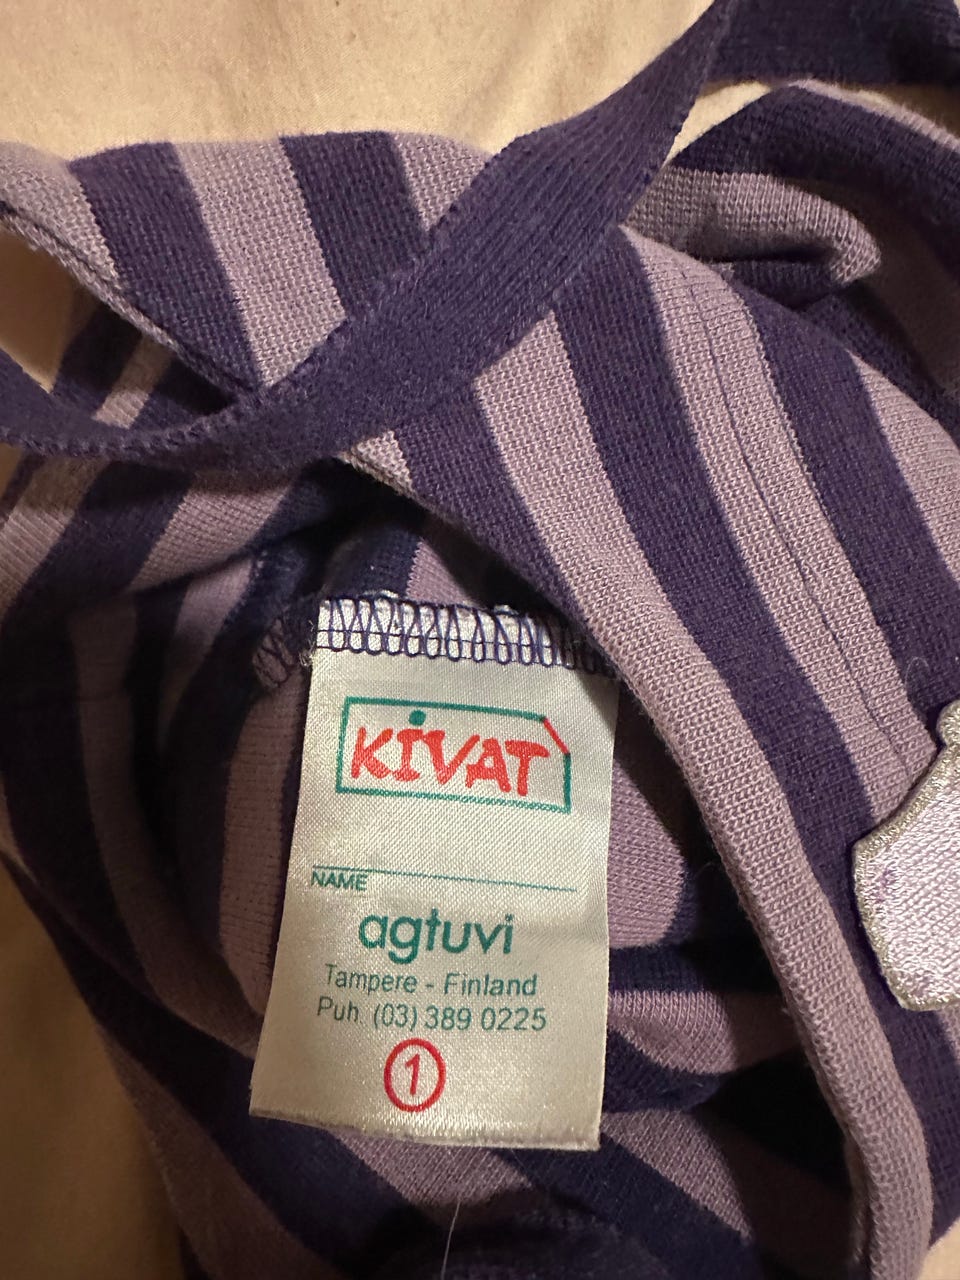 KiVAT
NAME
agtuvi
Tampere - Finland
Puh (03) 389 0225
1